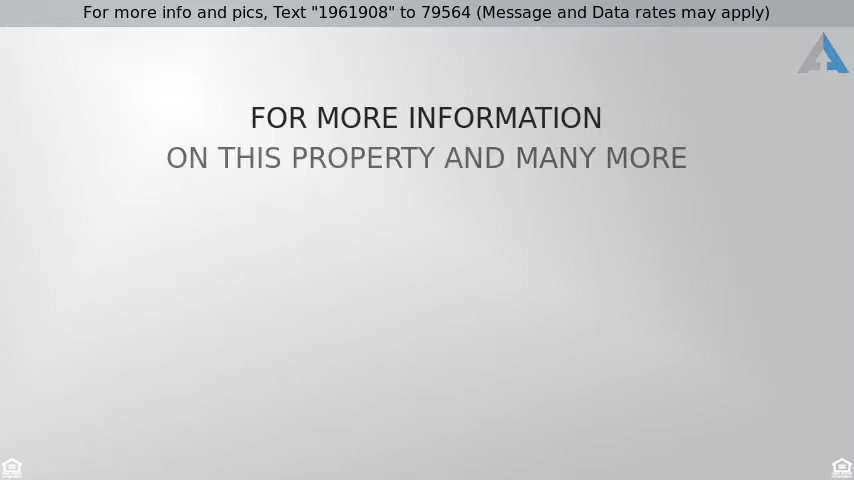 For more info and pics, Text "1961908" to 79564 (Message and Data rates may apply)
FOR MORE INFORMATION
ON THIS PROPERTY AND MANY MORE